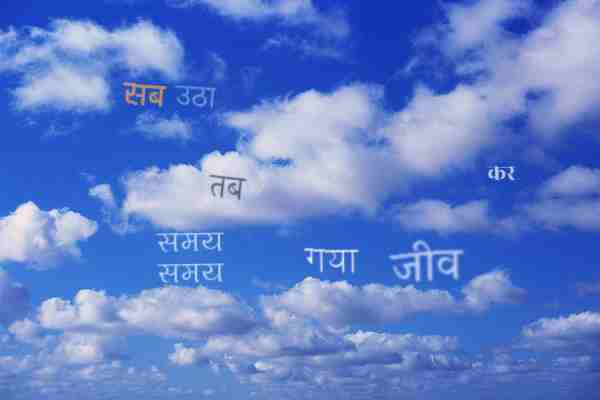 सब उठा
कर
तब
समय
गया जीव
समय